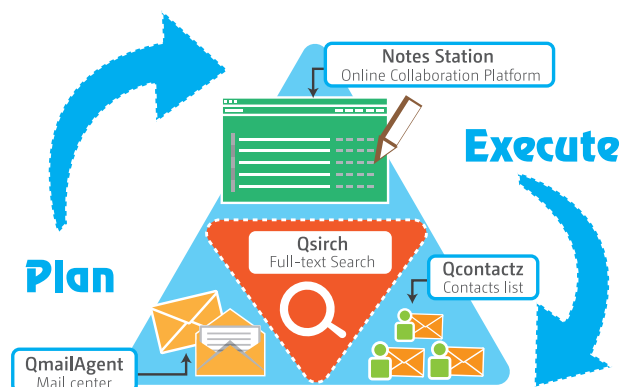 Notes Station
Online Collaboration Platform
Execute
Qsirch
Full-text Search
Plan
Qcontactz
Contacts list
QmailAgent
Mail center